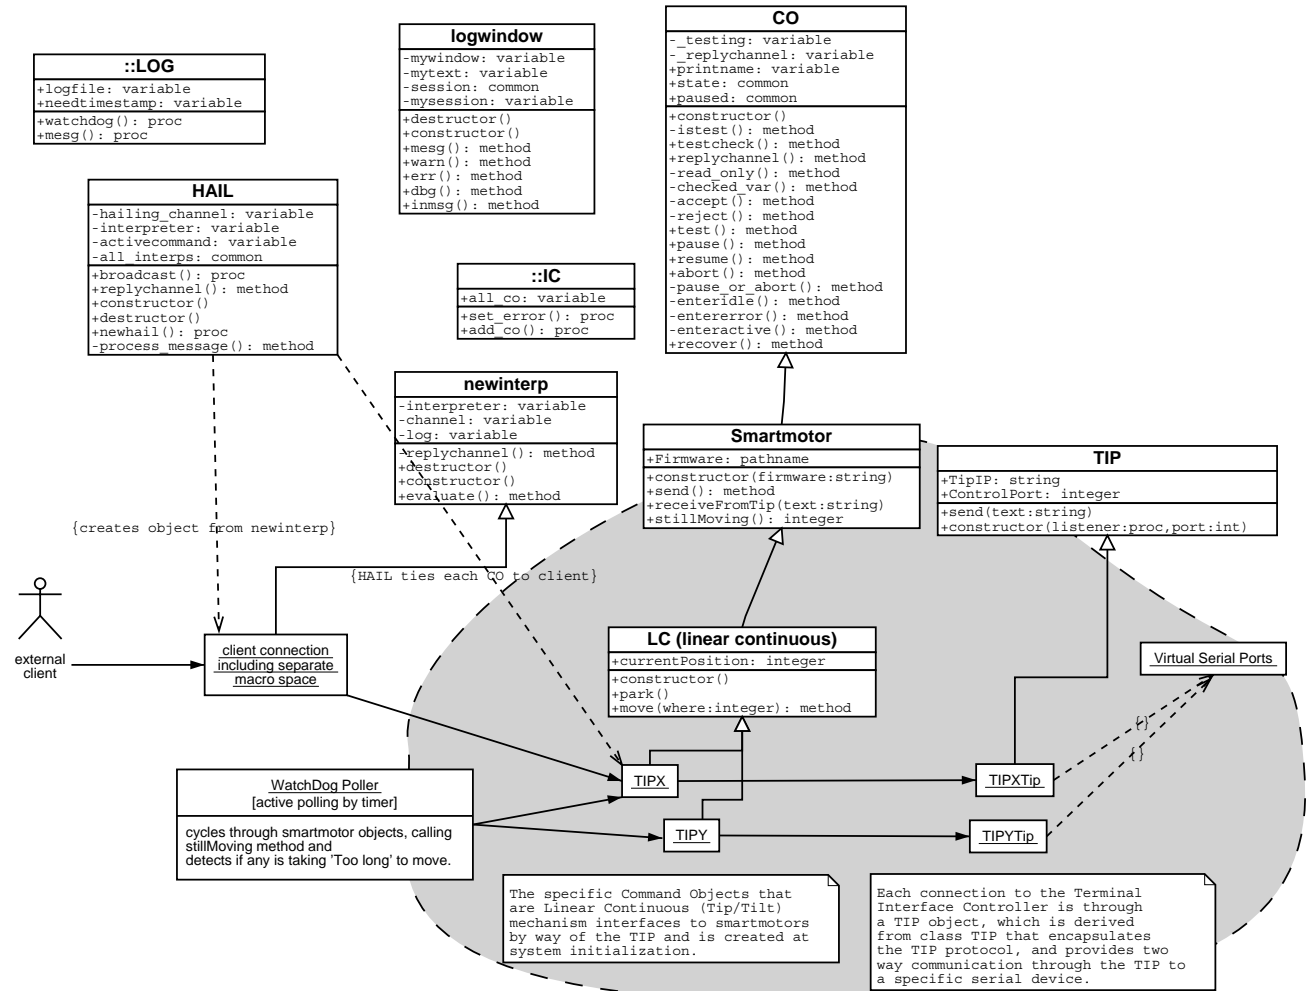 ::LOG
+logfile: variable
+needtimestamp: variable
+watchdog(): proc
+mesg(): proc
logwindow
-mywindow: variable
-mytext: variable
-session: common
-mysession: variable
+destructor()
+constructor()
+mesg(): method
+warn(): method
+err(): method
+dbg(): method
+inmsg(): method
CO
-_testing: variable
-_replychannel: variable
+printname: variable
+state: common
+paused: common
+constructor()
-istest(): method
+testcheck(): method
+replychannel(): method
-read_only(): method
-checked_var(): method
-accept(): method
-reject(): method
+test(): method
+pause(): method
+resume(): method
+abort(): method
-pause_or_abort(): method
-enteridle(): method
-entererror(): method
-enteractive(): method
+recover(): method
HAIL
-hailing_channel: variable
-interpreter: variable
-activecommand: variable
-all_interps: common
+broadcast(): proc
+replychannel(): method
+constructor()
+destructor()
+newhail(): proc
-process_message(): method
::IC
+all_co: variable
+set_error(): proc
+add_co(): proc
newinterp
-interpreter: variable
-channel: variable
-log: variable
-replychannel(): method
+destructor()
+constructor()
+evaluate(): method
Smartmotor
+Firmware: pathname
+constructor(firmware:string)
+send(): method
+receiveFromTip(text:string)
+stillMoving(): integer
TIP
+TipIP: string
+ControlPort: integer
+send(text:string)
+constructor(listener:proc,port:int)
{creates object from newinterp}
{HAIL ties each CO to client}
external
client
client connection
including separate
macro space
LC (linear continuous)
+currentPosition: integer
+constructor()
+park()
+move(where:integer): method
Virtual Serial Ports
{}
{}
WatchDog Poller
[active polling by timer]
cycles through smartmotor objects, calling
stillMoving method and
detects if any is taking 'Too long' to move.
TIPX
TIPXTip
TIPY
TIPYTip
The specific Command Objects that
are Linear Continuous (Tip/Tilt)
mechanism interfaces to smartmotors
by way of the TIP and is created at
system initialization.
Each connection to the Terminal
Interface Controller is through
a TIP object, which is derived
from class TIP that encapsulates
the TIP protocol, and provides two
way communication through the TIP to
a specific serial device.